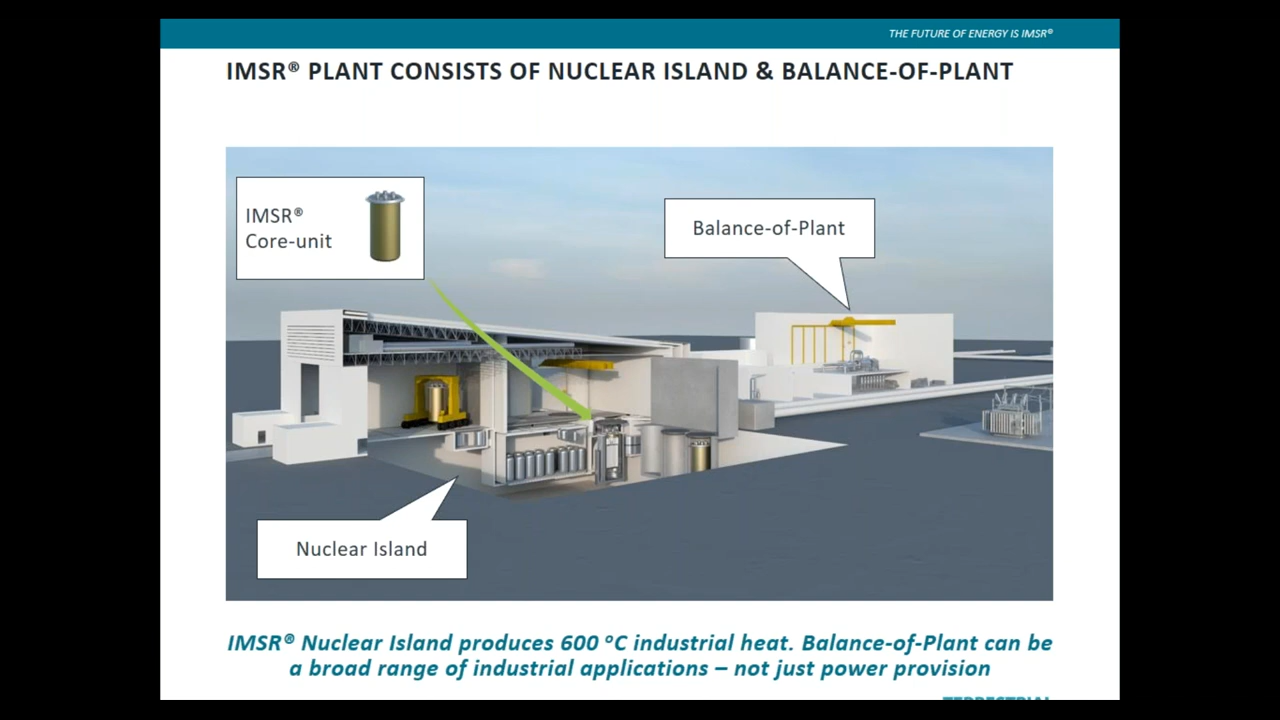 THE FUTURE OF ENERGY IS IMSR®
IMSR® PLANT CONSISTS OF NUCLEAR ISLAND & BALANCE-OF-PLANT
IMSR®
Core-unit
Balance-of-Plant
Nuclear Island
IMSR® Nuclear Island produces 600 ºC industrial heat. Balance-of-Plant can be
a broad range of industrial applications – not just power provision
TERRESTRIAL